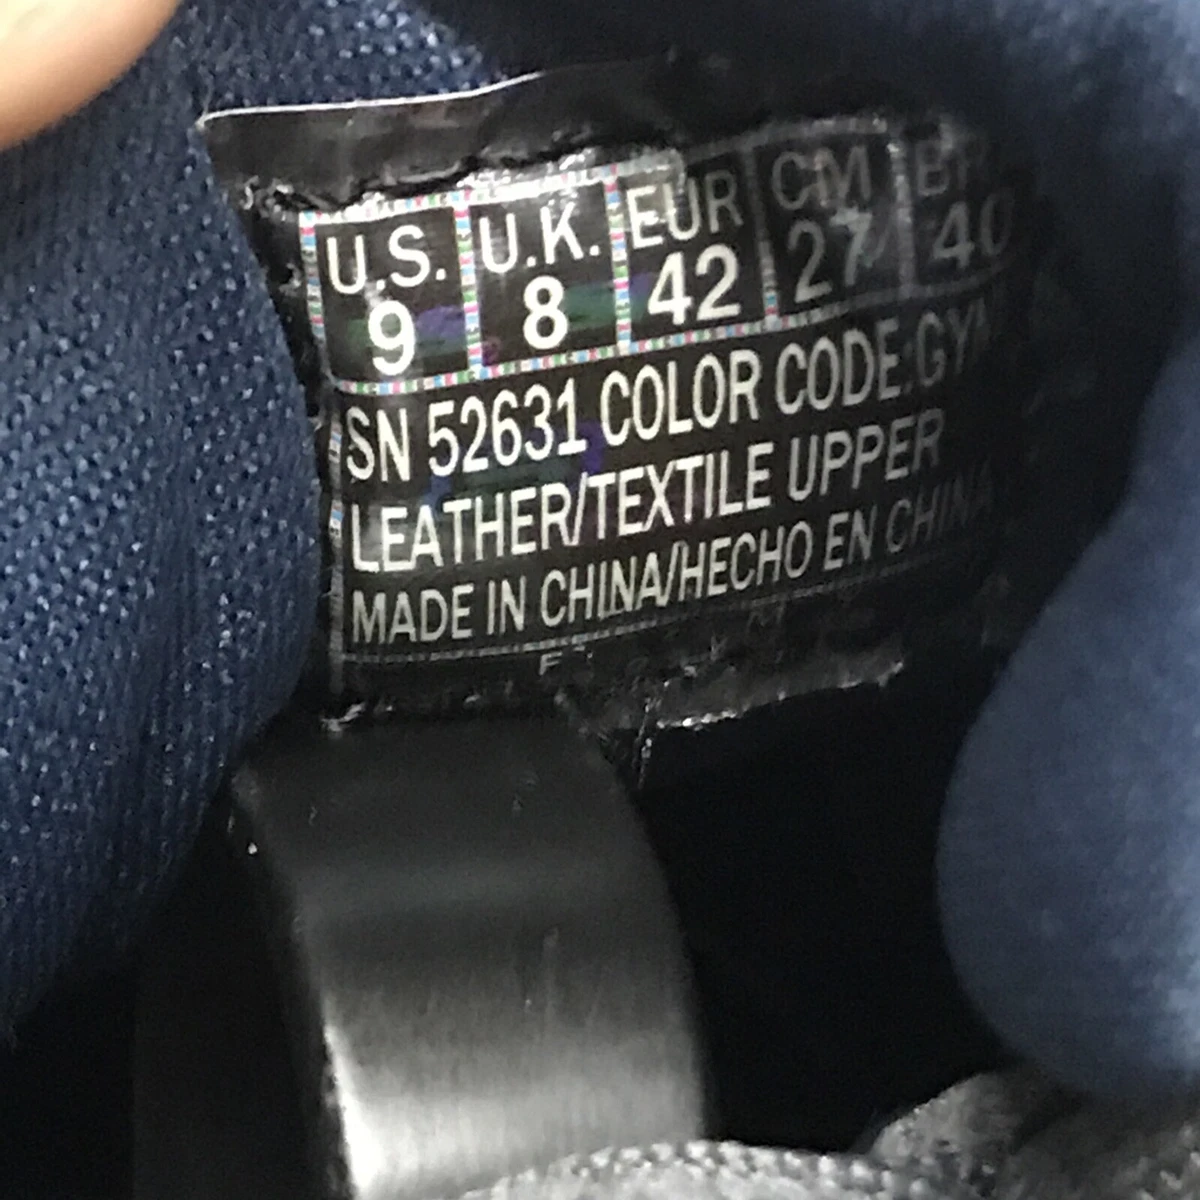 U.S. U.K. EUR CM BR
9 8 42 27 40
SN 52631 COLOR CODE:
LEATHER/TEXTILE UPPER
MADE IN CHINA/HECHO EN CHINA